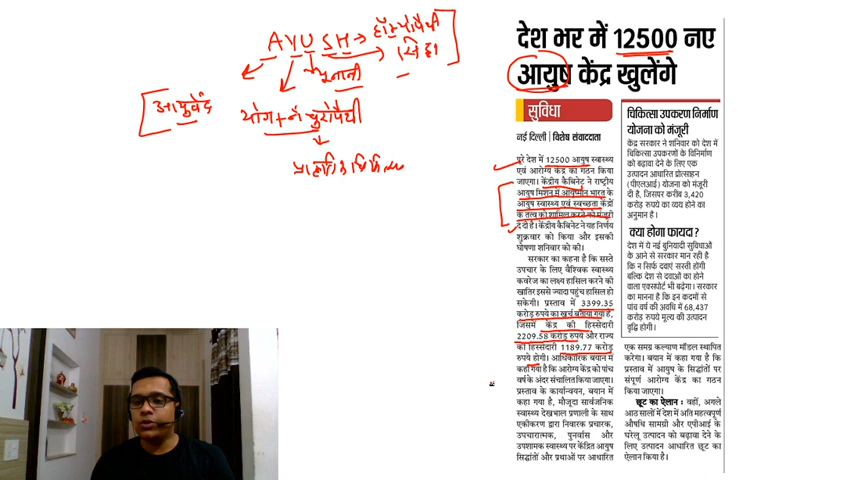 AYUSH → हॉम्योपैथी
सिद्धा
यूनानी
आयुर्वेद
योग + नेचुरोपैथी
प्राकृतिक चिकित्सा
देश भर में 12500 नए
आयुष केंद्र खुलेंगे
सुविधा
नई दिल्ली | विशेष संवाददाता
पूरे देश में 12500 आयुष स्वास्थ्य
एवं आरोग्य केंद्र का गठन किया
जाएगा। केंद्रीय कैबिनेट ने राष्ट्रीय
आयुष मिशन में आयुष्मान भारत के
आयुष स्वास्थ्य एवं स्वच्छता केंद्रों
के तत्व को शामिल करने को मंजूरी
दे दी है। केंद्रीय कैबिनेट ने यह निर्णय
शुक्रवार को किया और इसकी
घोषणा शनिवार को की।
सरकार का कहना है कि सस्ते
उपचार के लिए वैश्विक स्वास्थ्य
कवरेज का लक्ष्य हासिल करने की
खातिर इससे ज्यादा पहुंच हासिल हो
सकेगी। प्रस्ताव में 3399.35
करोड़ रुपये का खर्च बताया गया है,
जिसमें केंद्र की हिस्सेदारी
2209.58 करोड़ रुपये और राज्य
की हिस्सेदारी 1189.77 करोड़
रुपये होगी। आधिकारिक बयान में
कहा गया है कि आरोग्य केंद्र को पांच
वर्ष के अंदर संचालित किया जाएगा।
प्रस्ताव के कार्यान्वयन, बयान में
कहा गया है, मौजूदा सार्वजनिक
स्वास्थ्य देखभाल प्रणाली के साथ
एकीकरण द्वारा निवारक प्रचारक,
उपचारात्मक, पुनर्वास और
उपशामक स्वास्थ्य पर केंद्रित आयुष
सिद्धांतों और प्रथाओं पर आधारित
चिकित्सा उपकरण निर्माण
योजना को मंजूरी
केंद्र सरकार ने शनिवार को देश में
चिकित्सा उपकरणों के विनिर्माण
को बढ़ावा देने के लिए एक
उत्पादन आधारित प्रोत्साहन
(पीएलआई) योजना को मंजूरी
दी है, जिसपर करीब 3,420
करोड़ रुपये का व्यय होने का
अनुमान है।
क्या होगा फायदा?
देश में ये नई बुनियादी सुविधाओं
के आने से सरकार मान रही है
कि न सिर्फ दवाएं सस्ती होंगी
बल्कि देश से दवाओं का होने
वाला एक्सपोर्ट भी बढ़ेगा। सरकार
का मानना है कि इन कदमों से
पांच वर्ष की अवधि में 68,437
करोड़ रुपये मूल्य की उत्पादन
वृद्धि होगी।
एक समग्र कल्याण मॉडल स्थापित
करेगा। बयान में कहा गया है कि
प्रस्ताव में आयुष के सिद्धांतों पर
संपूर्ण आरोग्य केंद्र का गठन
किया जाएगा।
छूट का ऐलान : वहीं, अगले
आठ सालों में देश में अति महत्वपूर्ण
औषधि सामग्री और एपीआई के
घरेलू उत्पादन को बढ़ावा देने के
लिए उत्पादन आधारित छूट का
ऐलान किया है।